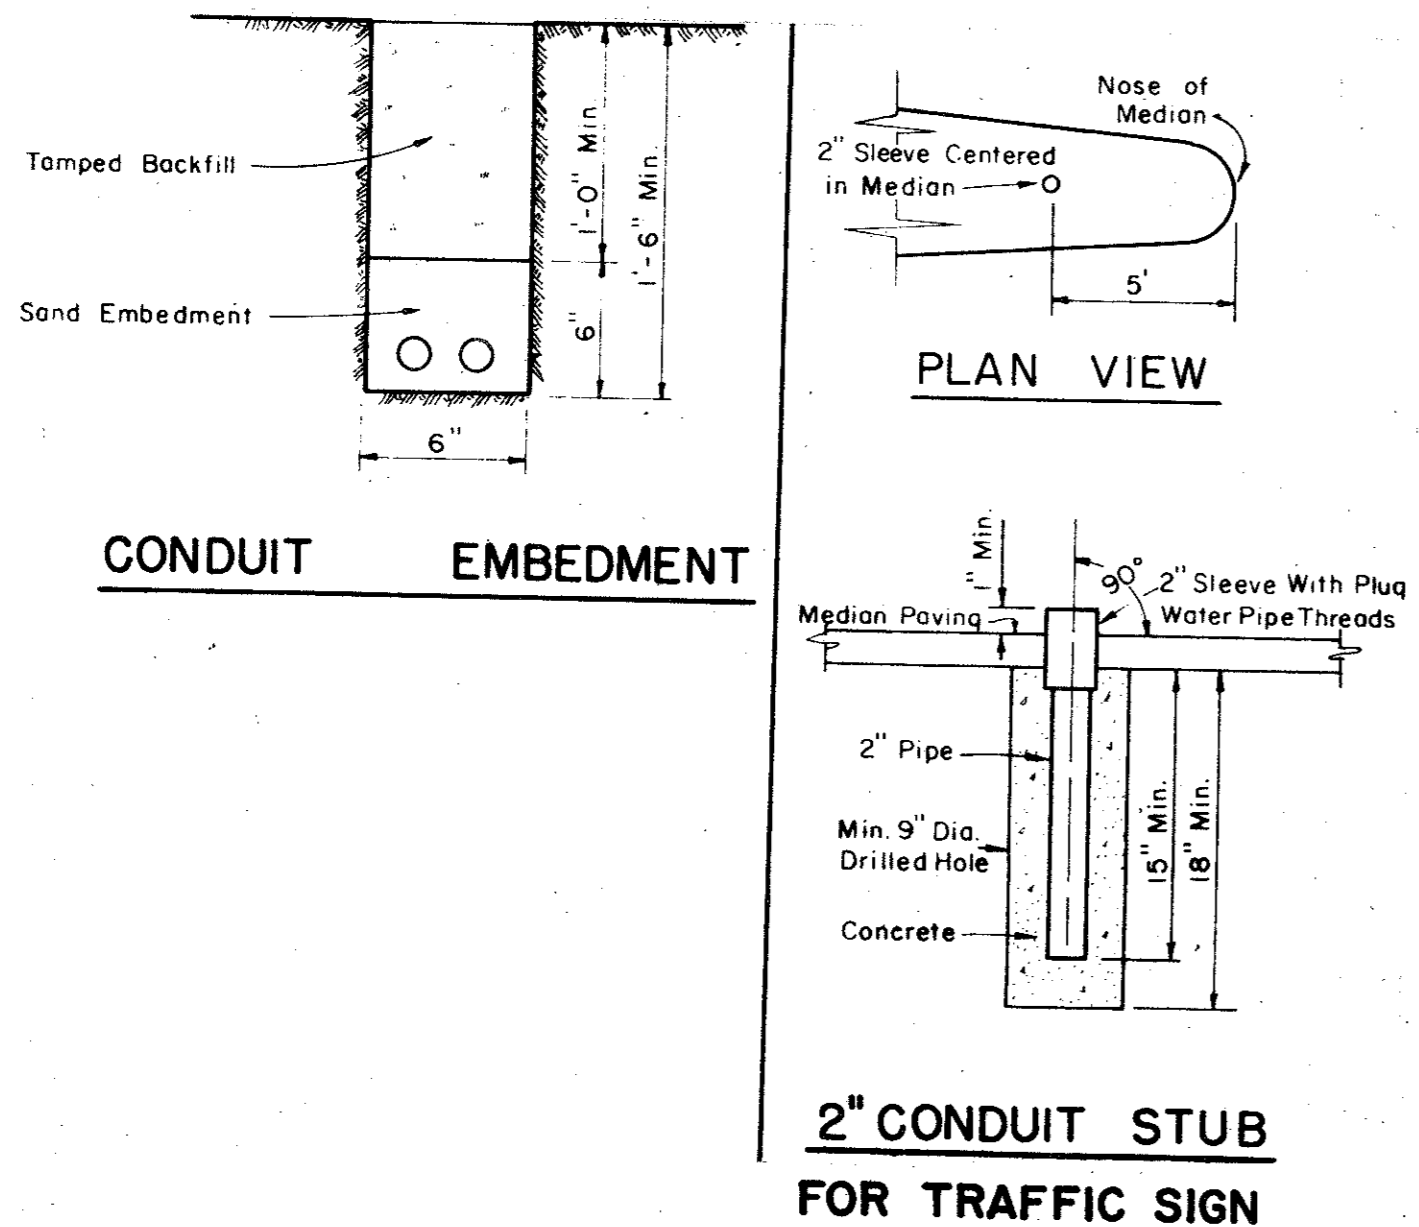 Tamped Backfill
Sand Embedment
1'-0" Min
1'-6" Min.
6"
6"
CONDUIT EMBEDMENT
Nose of
Median
2" Sleeve Centered
in Median
5'
PLAN VIEW
1" Min.
90°
2" Sleeve With Plug
Water Pipe Threads
Median Paving
2" Pipe
Min. 9" Dia.
Drilled Hole
Concrete
15" Min.
18" Min.
2" CONDUIT STUB
FOR TRAFFIC SIGN